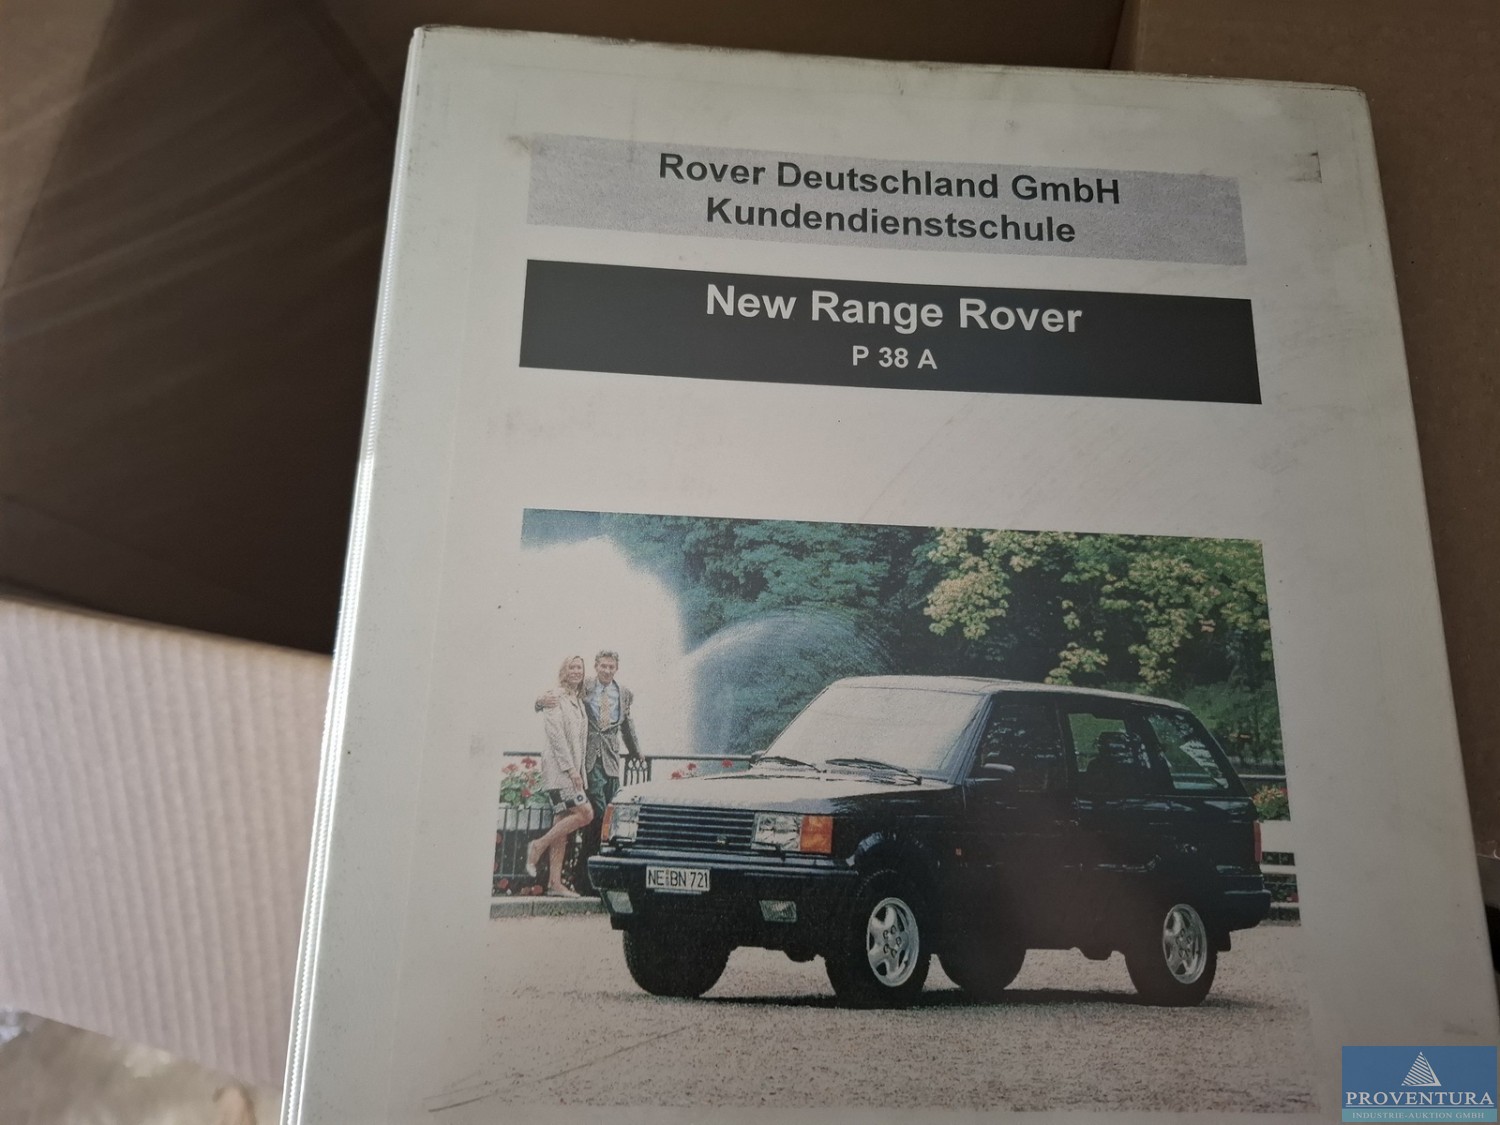 Rover Deutschland GmbH
Kundendienstschule
New Range Rover
P 38 A
NE BN 721
PROVENTURA
INDUSTRIE-AUKTION GMBH